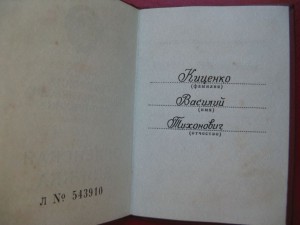 Киценко
(фамилия)
Василий
(имя)
Тихонович
(отчество)
Л № 543910